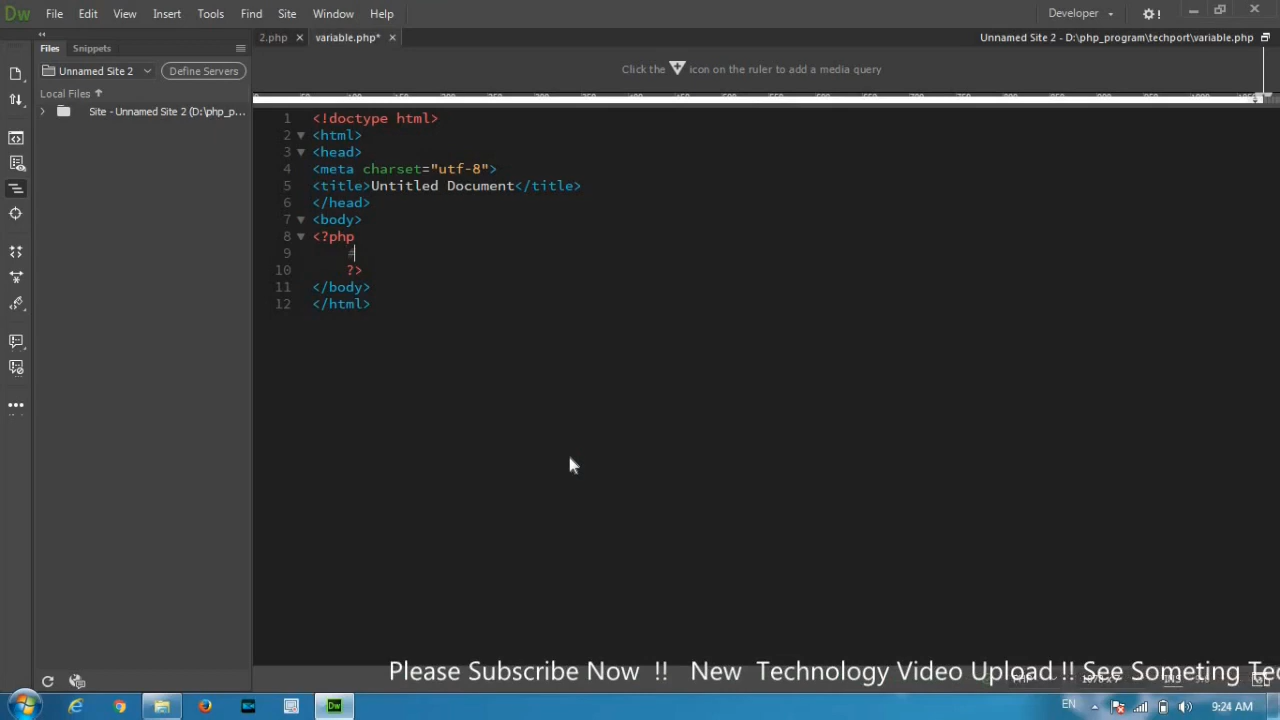 Dw File Edit View Insert Tools Find Site Window Help Developer
Files Snippets
2.php variable.php* Unnamed Site 2 - D:\php_program\techport\variable.php
Unnamed Site 2 Define Servers
Click the icon on the ruler to add a media query
Local Files
Site - Unnamed Site 2 (D:\php_p...
1 <!doctype html>
2 <html>
3 <head>
4 <meta charset="utf-8">
5 <title>Untitled Document</title>
6 </head>
7 <body>
8 <?php
9 #
10 ?>
11 </body>
12 </html>
Please Subscribe Now !! New Technology Video Upload !! See Someting Tec
EN 9:24 AM
Dw